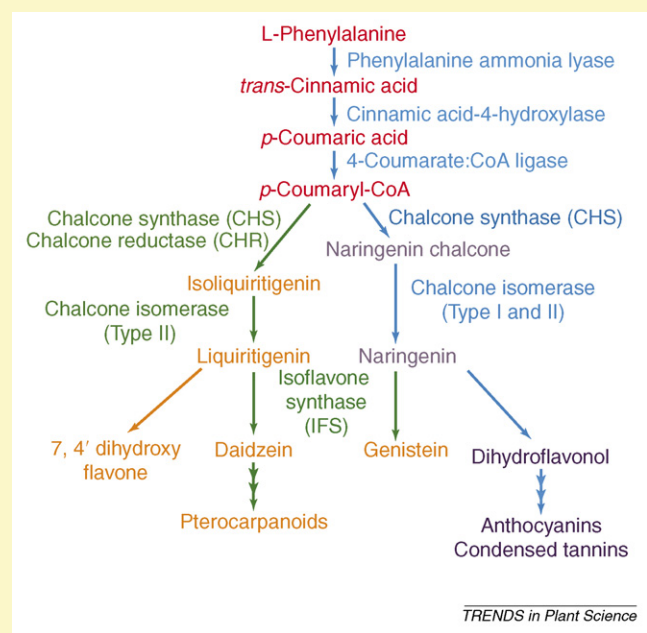 L-Phenylalanine
Phenylalanine ammonia lyase
trans-Cinnamic acid
Cinnamic acid-4-hydroxylase
p-Coumaric acid
4-Coumarate:CoA ligase
p-Coumaryl-CoA
Chalcone synthase (CHS)
Chalcone reductase (CHR)
Chalcone synthase (CHS)
Naringenin chalcone
Isoliquiritigenin
Chalcone isomerase
(Type II)
Chalcone isomerase
(Type I and II)
Liquiritigenin
Naringenin
Isoflavone
synthase
(IFS)
7, 4′ dihydroxy
flavone
Daidzein
Genistein
Dihydroflavonol
Pterocarpanoids
Anthocyanins
Condensed tannins
TRENDS in Plant Science